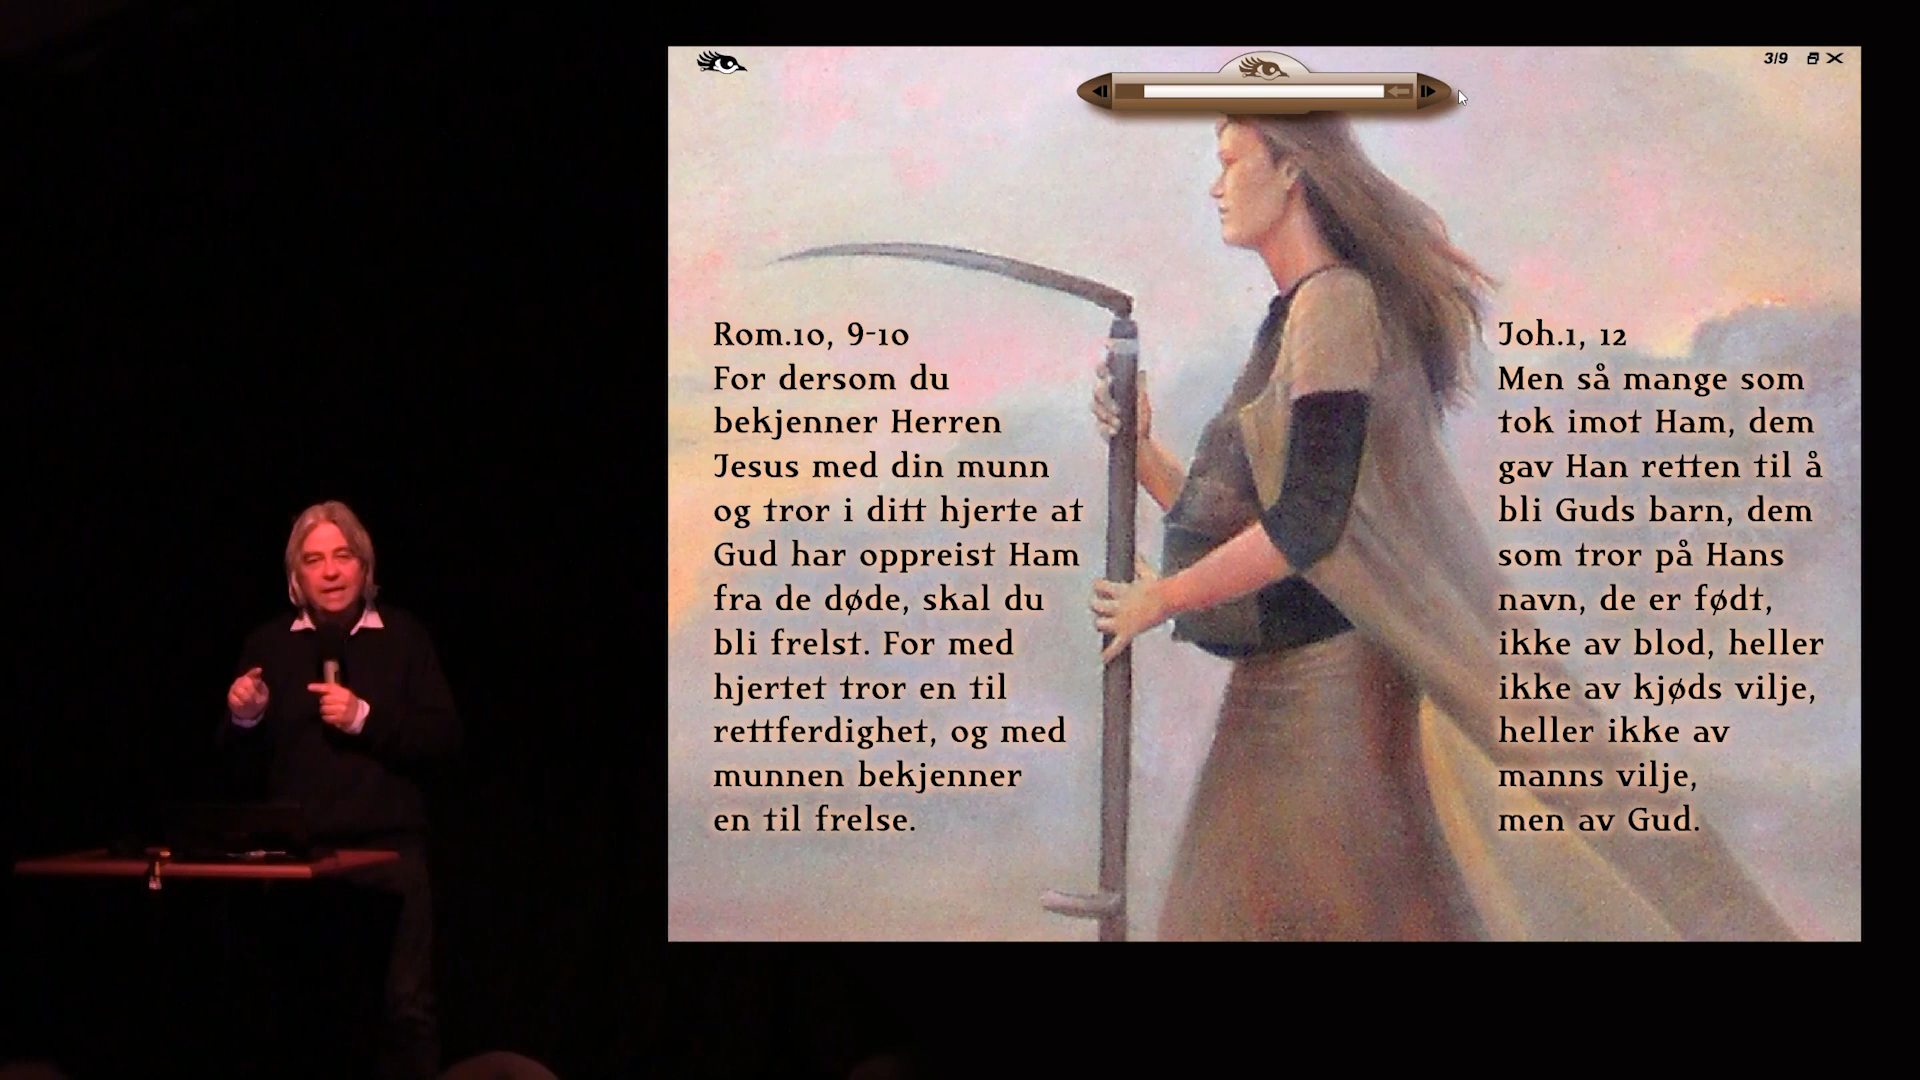 3/9
Rom.10, 9-10
For dersom du
bekjenner Herren
Jesus med din munn
og tror i ditt hjerte at
Gud har oppreist Ham
fra de døde, skal du
bli frelst. For med
hjertet tror en til
rettferdighet, og med
munnen bekjenner
en til frelse.
Joh.1, 12
Men så mange som
tok imot Ham, dem
gav Han retten til å
bli Guds barn, dem
som tror på Hans
navn, de er født,
ikke av blod, heller
ikke av kjøds vilje,
heller ikke av
manns vilje,
men av Gud.